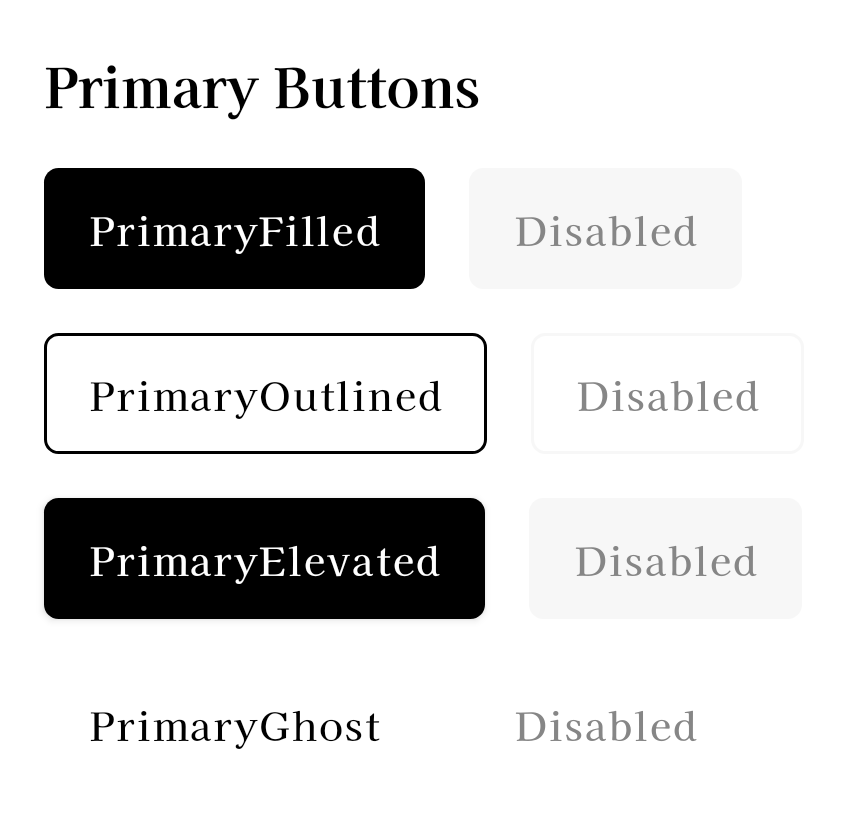 Primary Buttons
PrimaryFilled Disabled
PrimaryOutlined Disabled
PrimaryElevated Disabled
PrimaryGhost Disabled